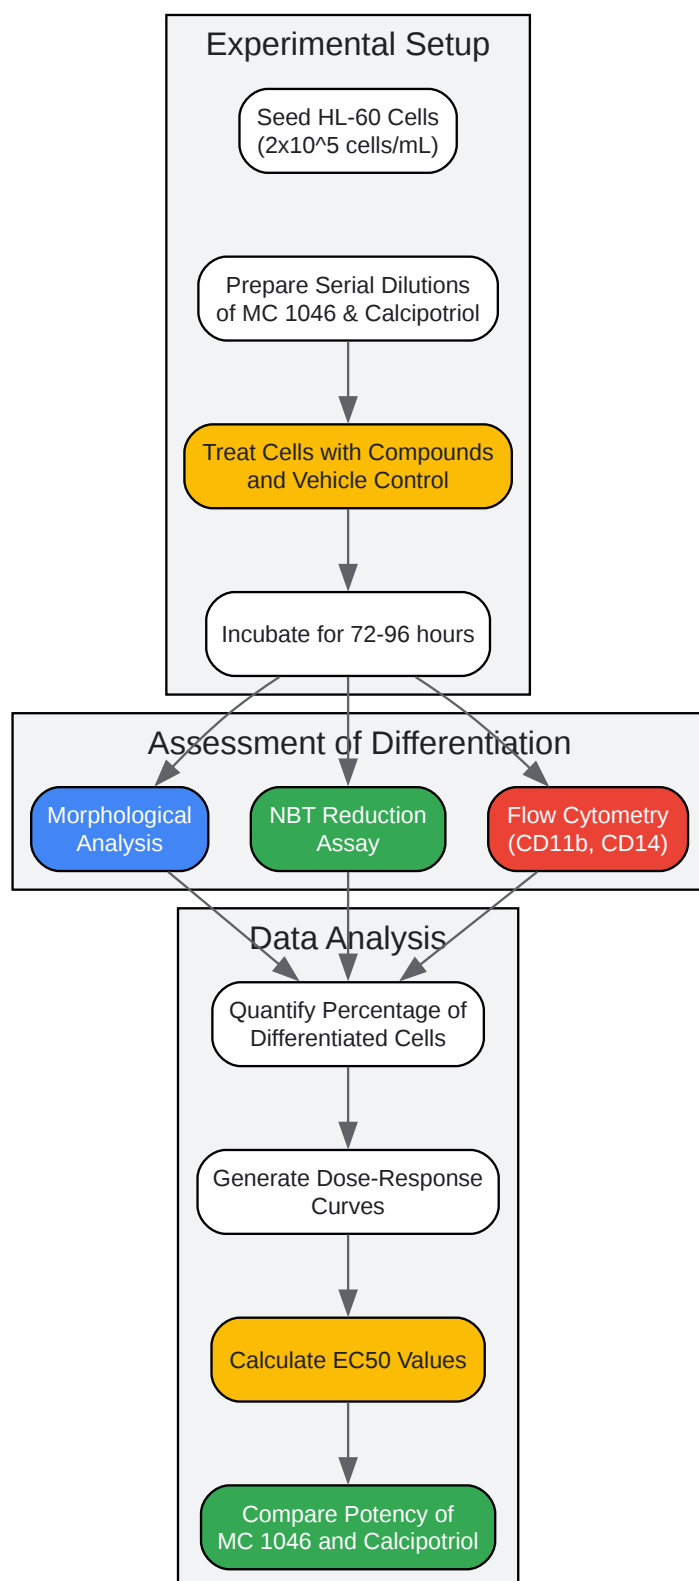 Experimental Setup
Seed HL-60 Cells
(2x10^5 cells/mL)
Prepare Serial Dilutions
of MC 1046 & Calcipotriol
Treat Cells with Compounds
and Vehicle Control
Incubate for 72-96 hours
Assessment of Differentiation
Morphological
Analysis
NBT Reduction
Assay
Flow Cytometry
(CD11b, CD14)
Data Analysis
Quantify Percentage of
Differentiated Cells
Generate Dose-Response
Curves
Calculate EC50 Values
Compare Potency of
MC 1046 and Calcipotriol